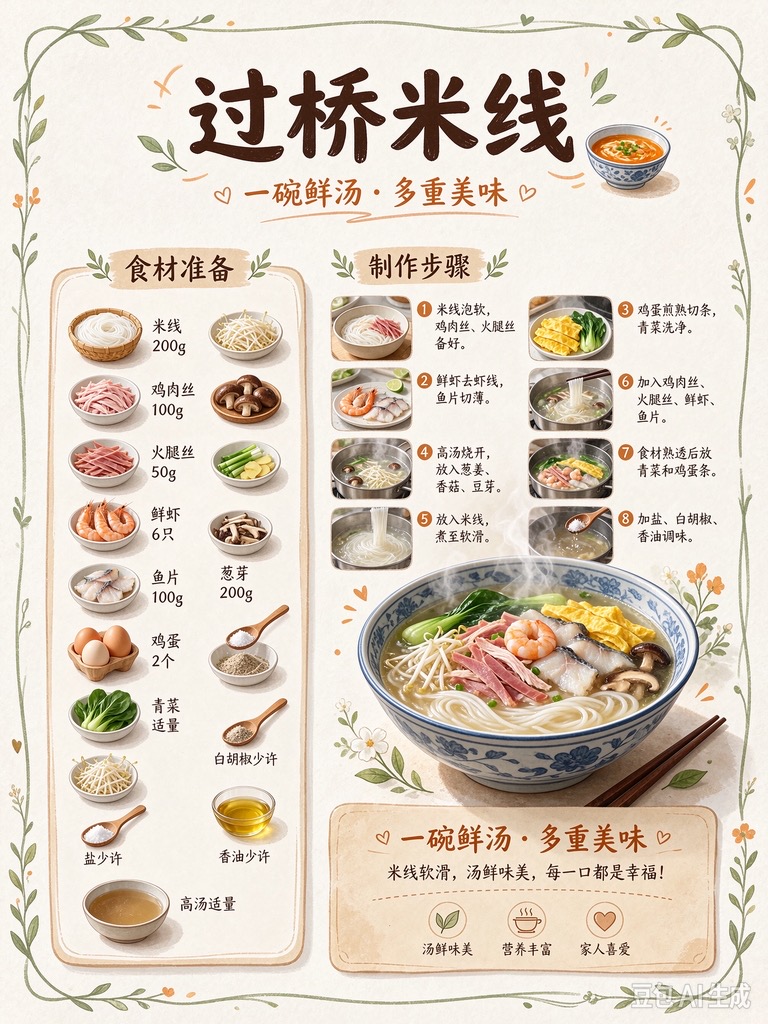 过桥米线
一碗鲜汤·多重美味
食材准备
米线
200g
鸡肉丝
100g
火腿丝
50g
鲜虾
6只
鱼片
100g
葱芽
200g
鸡蛋
2个
青菜
适量
白胡椒少许
盐少许
香油少许
高汤适量
制作步骤
1 米线泡软，
鸡肉丝、火腿丝
备好。
2 鲜虾去虾线，
鱼片切薄。
3 鸡蛋煎熟切条，
青菜洗净。
4 高汤烧开，
放入葱姜、
香菇、豆芽。
5 放入米线，
煮至软滑。
6 加入鸡肉丝、
火腿丝、鲜虾、
鱼片。
7 食材熟透后放
青菜和鸡蛋条。
8 加盐、白胡椒、
香油调味。
一碗鲜汤·多重美味
米线软滑，汤鲜味美，每一口都是幸福！
汤鲜味美
营养丰富
家人喜爱
豆包AI生成